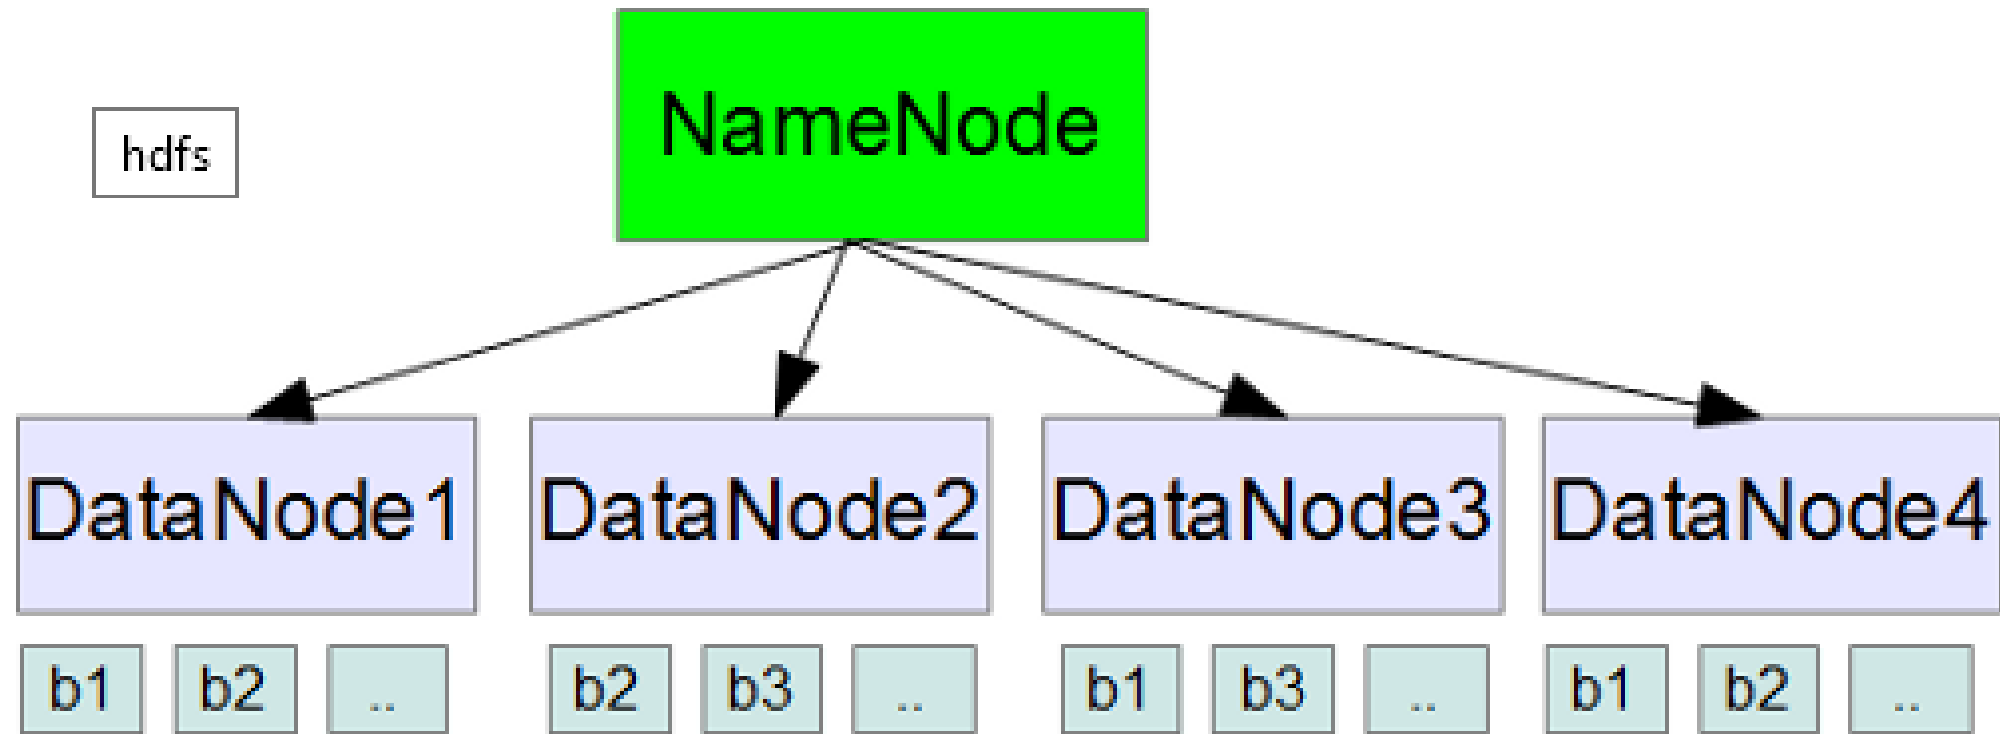 NameNode
hdfs
DataNode1 DataNode2 DataNode3 DataNode4
b1 b2 .. b2 b3 .. b1 b3 .. b1 b2 ..